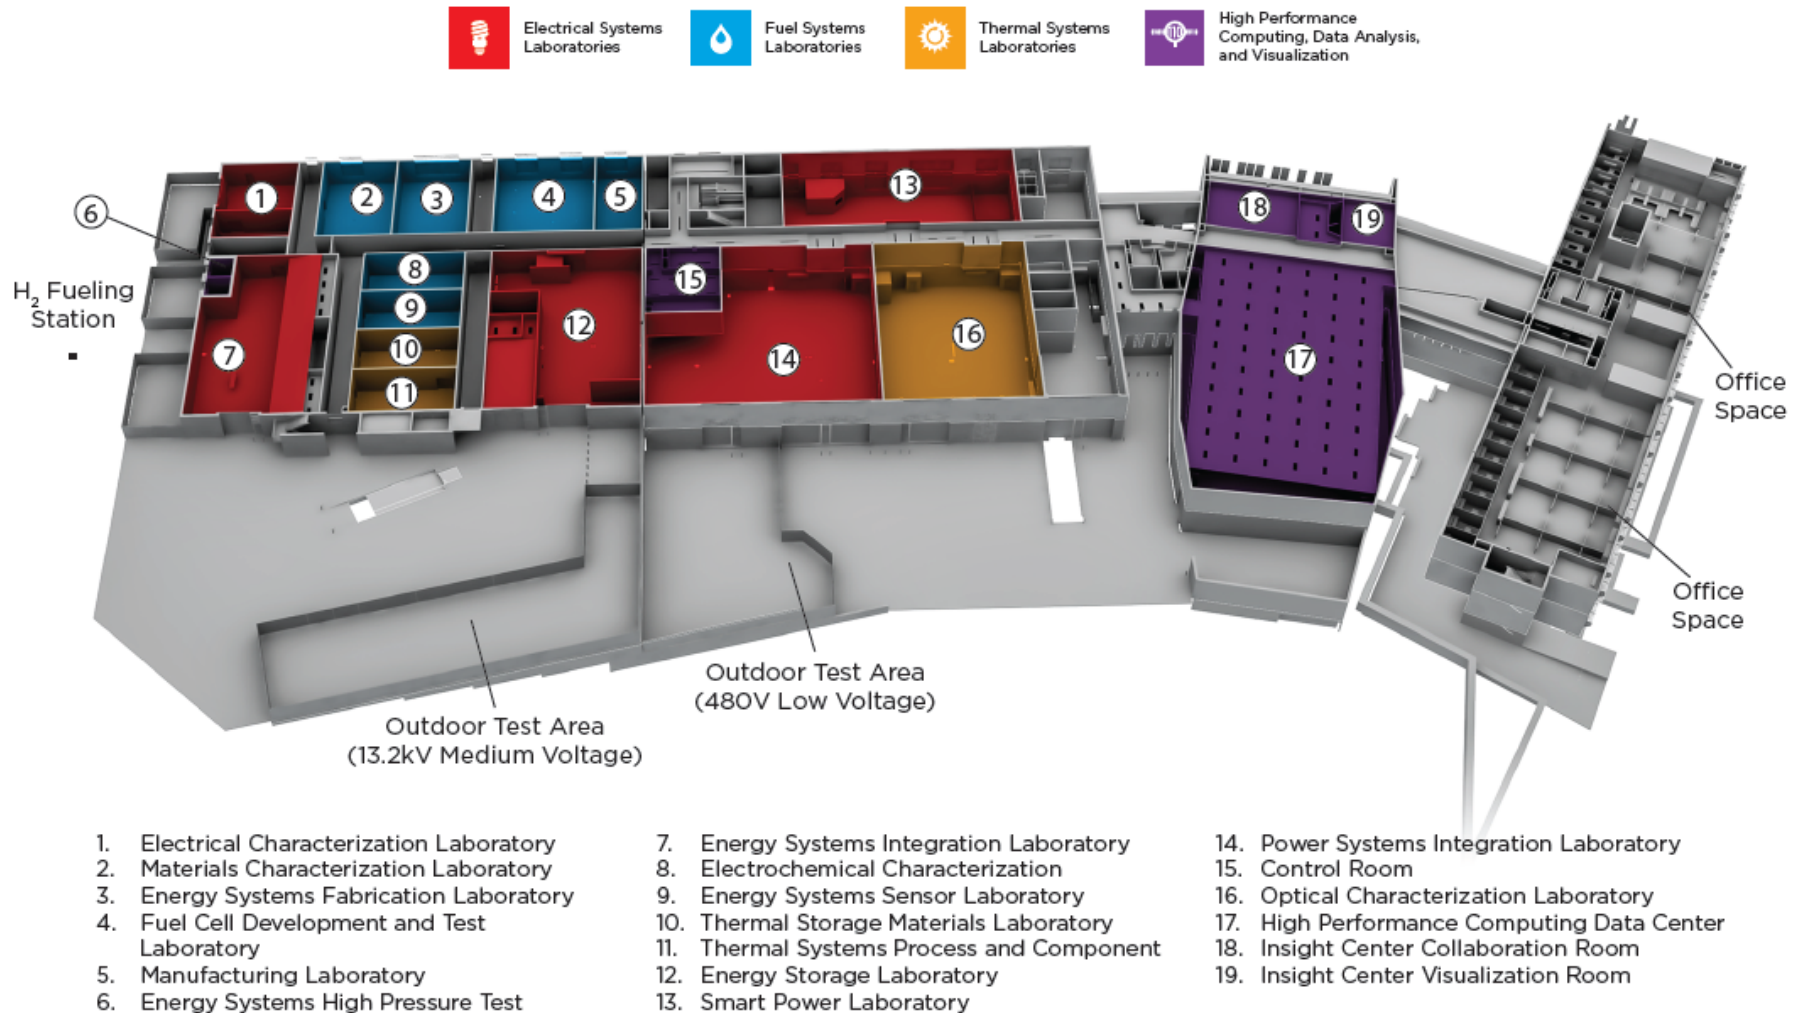 Electrical Systems
Laboratories
Fuel Systems
Laboratories
Thermal Systems
Laboratories
High Performance
Computing, Data Analysis,
and Visualization
1
2
3
4
5
6
13
18
19
H2 Fueling
Station
7
8
9
10
11
12
15
14
16
17
Office
Space
Office
Space
Outdoor Test Area
(480V Low Voltage)
Outdoor Test Area
(13.2kV Medium Voltage)
1. Electrical Characterization Laboratory
2. Materials Characterization Laboratory
3. Energy Systems Fabrication Laboratory
4. Fuel Cell Development and Test
Laboratory
5. Manufacturing Laboratory
6. Energy Systems High Pressure Test
7. Energy Systems Integration Laboratory
8. Electrochemical Characterization
9. Energy Systems Sensor Laboratory
10. Thermal Storage Materials Laboratory
11. Thermal Systems Process and Component
12. Energy Storage Laboratory
13. Smart Power Laboratory
14. Power Systems Integration Laboratory
15. Control Room
16. Optical Characterization Laboratory
17. High Performance Computing Data Center
18. Insight Center Collaboration Room
19. Insight Center Visualization Room